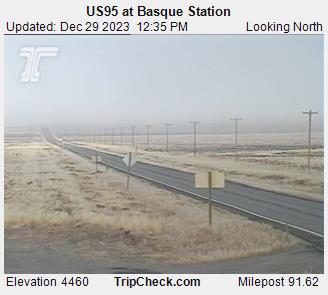 US95 at Basque Station
Updated: Dec 29 2023 12:35 PM Looking North
Elevation 4460 TripCheck.com Milepost 91.62